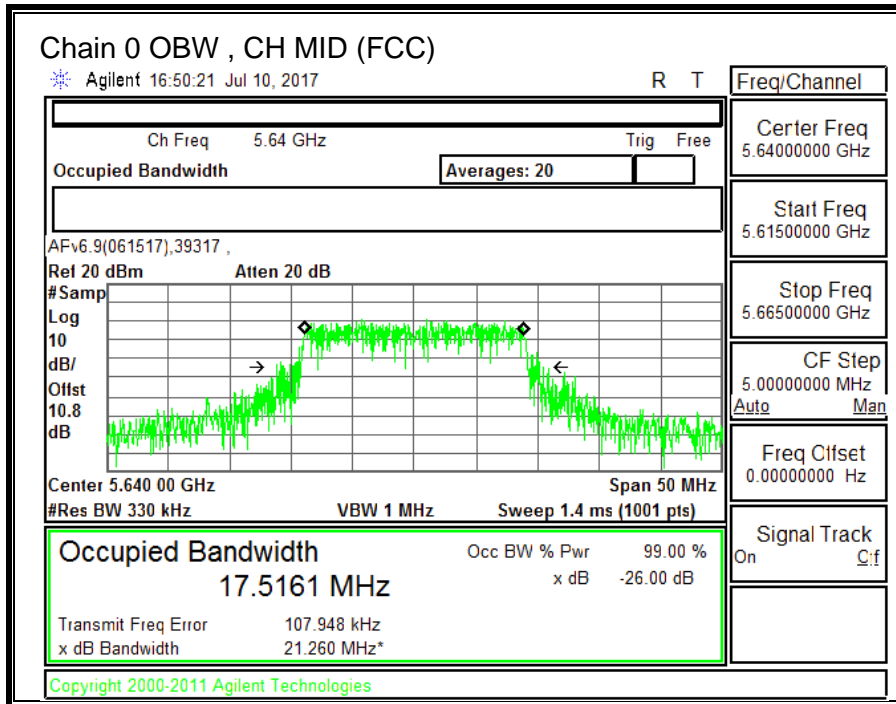 Chain 0 OBW , CH MID (FCC)
Agilent 16:50:21 Jul 10, 2017 R T
Freq/Channel
Ch Freq 5.64 GHz Trig Free
Occupied Bandwidth Averages: 20
Center Freq
5.64000000 GHz
Start Freq
5.61500000 GHz
AFv6.9(061517),39317 ,
Ref 20 dBm Atten 20 dB
#Samp
Log
10
dB/
Offst
10.8
dB
Stop Freq
5.66500000 GHz
CF Step
5.00000000 MHz
Auto Man
Freq Offset
0.00000000 Hz
Center 5.640 00 GHz Span 50 MHz
#Res BW 330 kHz VBW 1 MHz Sweep 1.4 ms (1001 pts)
Signal Track
On Off
Occupied Bandwidth
17.5161 MHz
Occ BW % Pwr 99.00 %
x dB -26.00 dB
Transmit Freq Error 107.948 kHz
x dB Bandwidth 21.260 MHz*
Copyright 2000-2011 Agilent Technologies